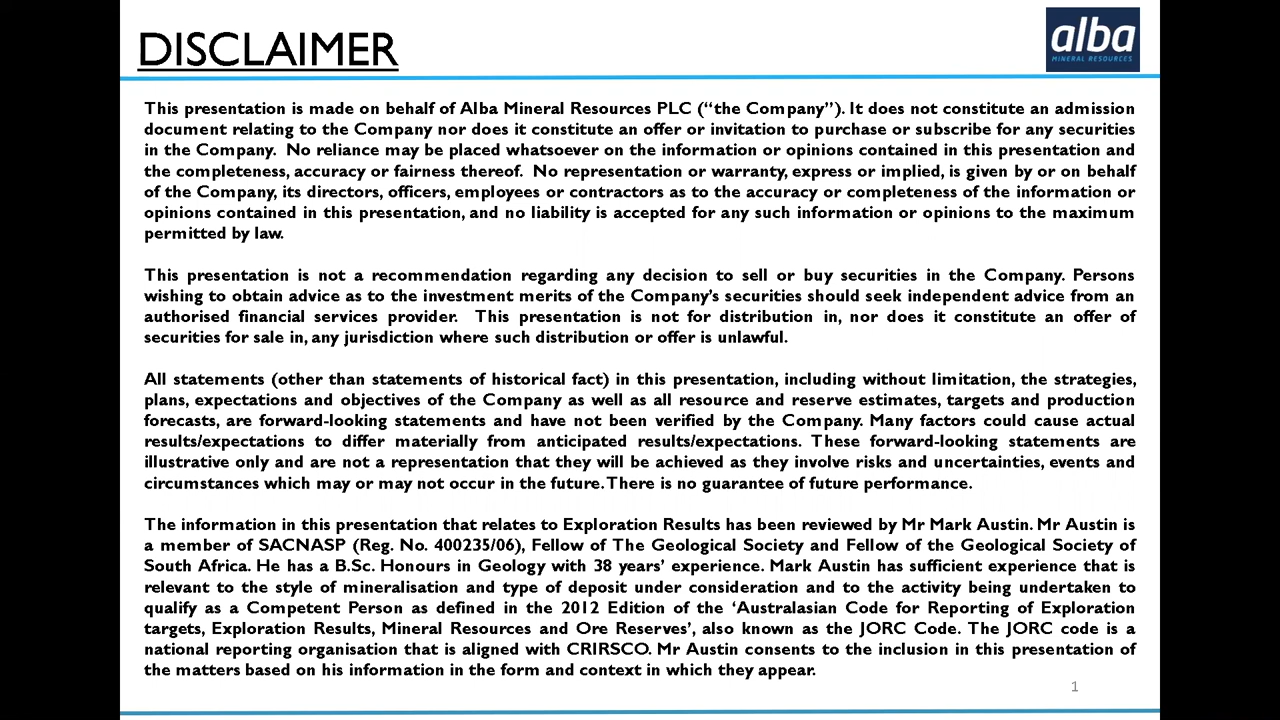 DISCLAIMER
alba
MINERAL RESOURCES
This presentation is made on behalf of Alba Mineral Resources PLC (“the Company”). It does not constitute an admission
document relating to the Company nor does it constitute an offer or invitation to purchase or subscribe for any securities
in the Company.  No reliance may be placed whatsoever on the information or opinions contained in this presentation and
the completeness, accuracy or fairness thereof.  No representation or warranty, express or implied, is given by or on behalf
of the Company, its directors, officers, employees or contractors as to the accuracy or completeness of the information or
opinions contained in this presentation, and no liability is accepted for any such information or opinions to the maximum
permitted by law.
This presentation is not a recommendation regarding any decision to sell or buy securities in the Company. Persons
wishing to obtain advice as to the investment merits of the Company’s securities should seek independent advice from an
authorised financial services provider.  This presentation is not for distribution in, nor does it constitute an offer of
securities for sale in, any jurisdiction where such distribution or offer is unlawful.
All statements (other than statements of historical fact) in this presentation, including without limitation, the strategies,
plans, expectations and objectives of the Company as well as all resource and reserve estimates, targets and production
forecasts, are forward-looking statements and have not been verified by the Company. Many factors could cause actual
results/expectations to differ materially from anticipated results/expectations. These forward-looking statements are
illustrative only and are not a representation that they will be achieved as they involve risks and uncertainties, events and
circumstances which may or may not occur in the future. There is no guarantee of future performance.
The information in this presentation that relates to Exploration Results has been reviewed by Mr Mark Austin. Mr Austin is
a member of SACNASP (Reg. No. 400235/06), Fellow of The Geological Society and Fellow of the Geological Society of
South Africa. He has a B.Sc. Honours in Geology with 38 years’ experience. Mark Austin has sufficient experience that is
relevant to the style of mineralisation and type of deposit under consideration and to the activity being undertaken to
qualify as a Competent Person as defined in the 2012 Edition of the ‘Australasian Code for Reporting of Exploration
targets, Exploration Results, Mineral Resources and Ore Reserves’, also known as the JORC Code. The JORC code is a
national reporting organisation that is aligned with CRIRSCO. Mr Austin consents to the inclusion in this presentation of
the matters based on his information in the form and context in which they appear.
1